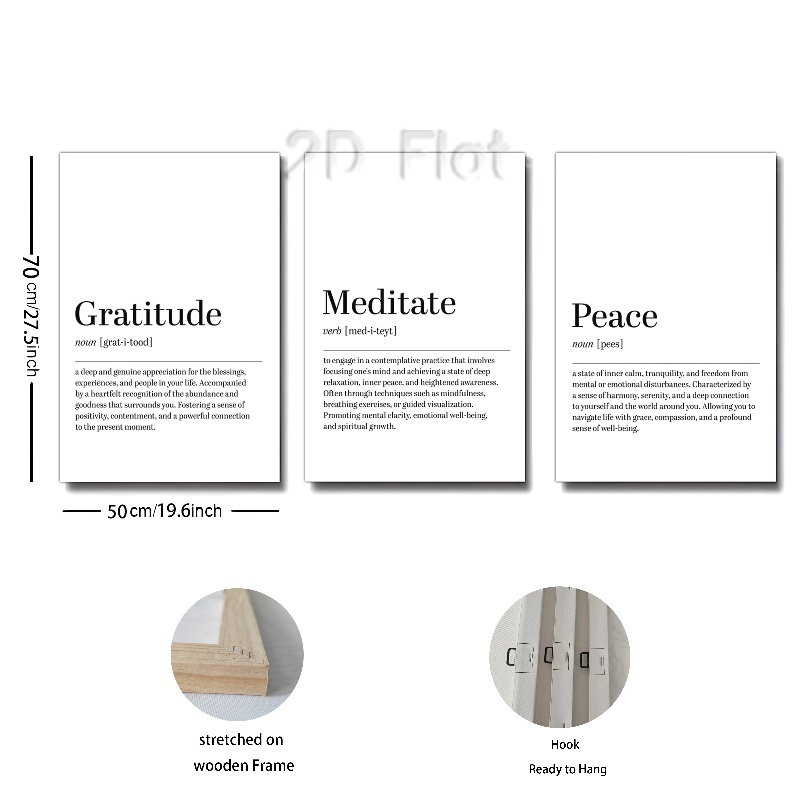 2D Flat
70 cm/27.5inch
Gratitude
noun [grat-i-tood]
a deep and genuine appreciation for the blessings,
experiences, and people in your life. Accompanied
by a heartfelt recognition of the abundance and
goodness that surrounds you. Fostering a sense of
positivity, contentment, and a powerful connection
to the present moment.
Meditate
verb [med-i-teyt]
to engage in a contemplative practice that involves
focusing one's mind and achieving a state of deep
relaxation, inner peace, and heightened awareness.
Often through techniques such as mindfulness,
breathing exercises, or guided visualization.
Promoting mental clarity, emotional well-being,
and spiritual growth.
Peace
noun [pees]
a state of inner calm, tranquility, and freedom from
mental or emotional disturbances. Characterized by
a sense of harmony, serenity, and a deep connection
to yourself and the world around you. Allowing you to
navigate life with grace, compassion, and a profound
sense of well-being.
50 cm/19.6inch
stretched on
wooden Frame
Hook
Ready to Hang